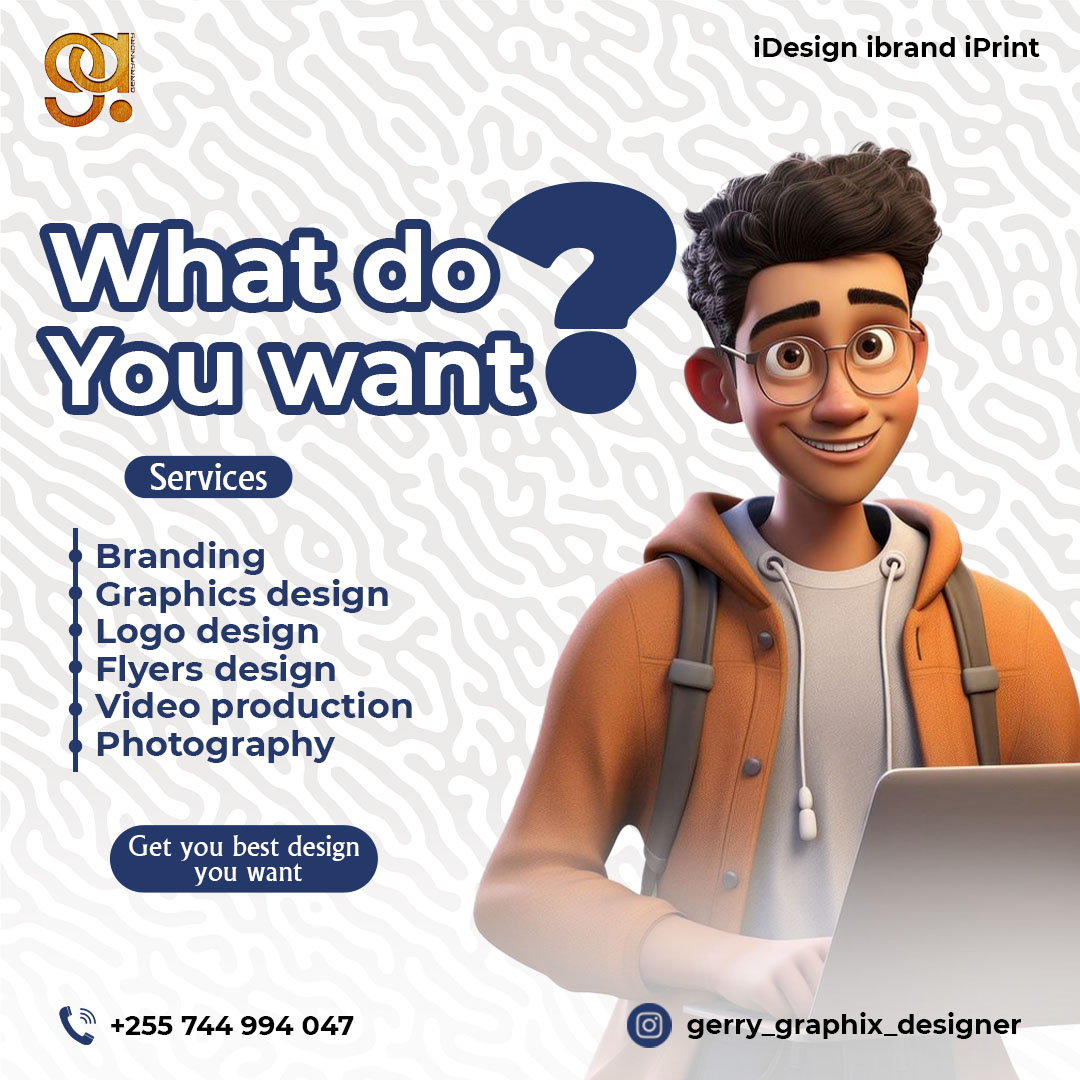 iDesign ibrand iPrint
What do
You want?
Services
Branding
Graphics design
Logo design
Flyers design
Video production
Photography
Get you best design
you want
+255 744 994 047
gerry_graphix_designer